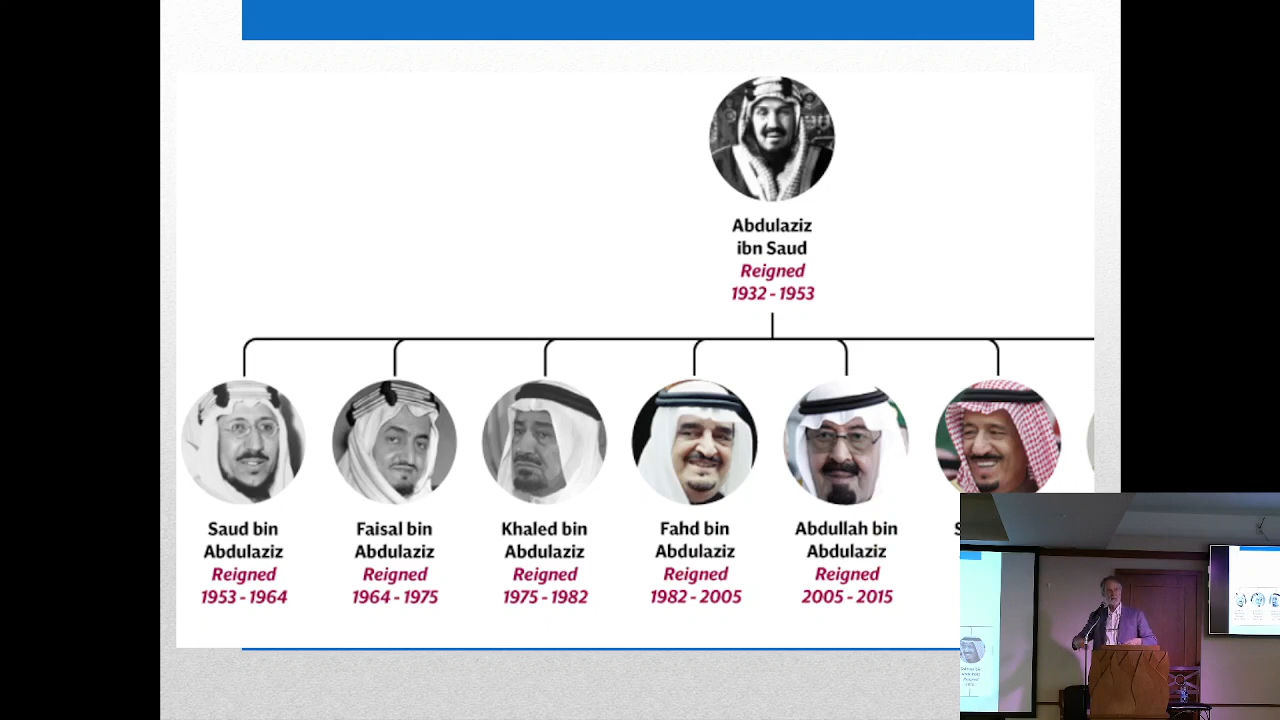 Abdulaziz
ibn Saud
Reigned
1932 - 1953
Saud bin
Abdulaziz
Reigned
1953 - 1964
Faisal bin
Abdulaziz
Reigned
1964 - 1975
Khaled bin
Abdulaziz
Reigned
1975 - 1982
Fahd bin
Abdulaziz
Reigned
1982 - 2005
Abdullah bin
Abdulaziz
Reigned
2005 - 2015